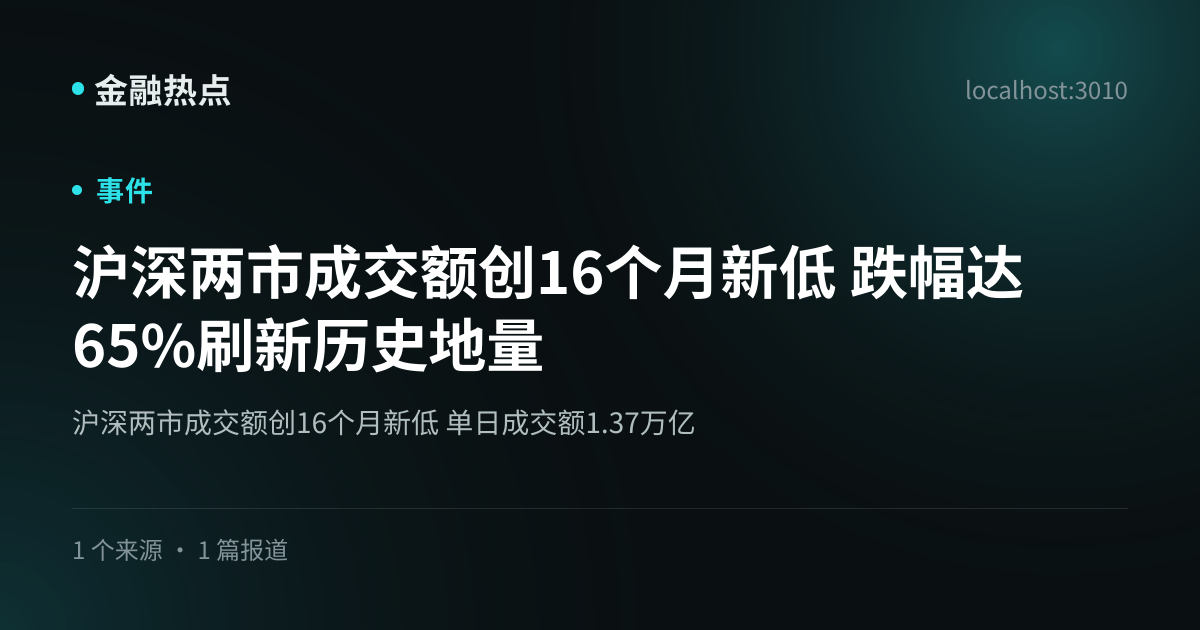 金融热点
localhost:3010
事件
沪深两市成交额创16个月新低 跌幅达
65%刷新历史地量
沪深两市成交额创16个月新低 单日成交额1.37万亿
1 个来源 · 1 篇报道